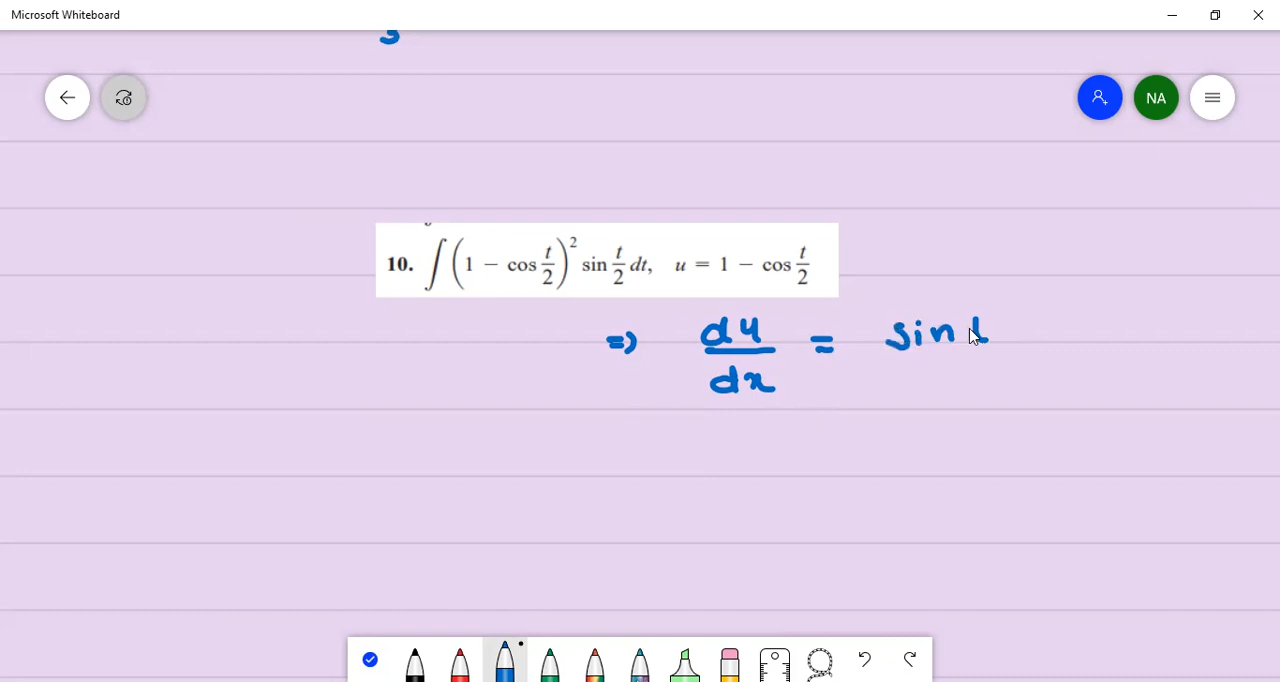 Microsoft Whiteboard
NA
10. ∫ (1 − cos t/2)² sin t/2 dt, u = 1 − cos t/2
⇒ du/dx = sin